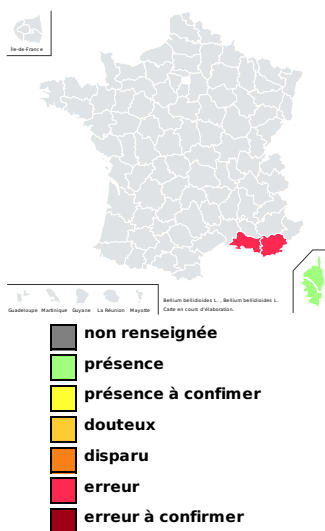 Île-de-France
Bellium bellidioides L. , Bellium bellidioides L.
Carte en cours d'élaboration.
Guadeloupe Martinique Guyane La Réunion Mayotte
non renseignée
présence
présence à confimer
douteux
disparu
erreur
erreur à confirmer